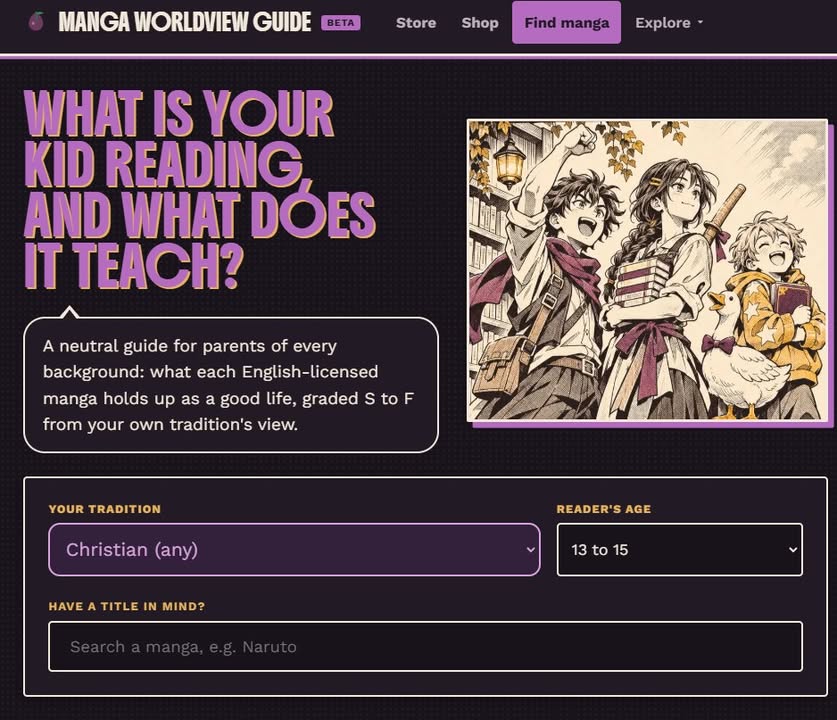 MANGA WORLDVIEW GUIDE BETA Store Shop Find manga Explore
WHAT IS YOUR
KID READING,
AND WHAT DOES
IT TEACH?
A neutral guide for parents of every
background: what each English-licensed
manga holds up as a good life, graded S to F
from your own tradition's view.
YOUR TRADITION
Christian (any)
READER'S AGE
13 to 15
HAVE A TITLE IN MIND?
Search a manga, e.g. Naruto